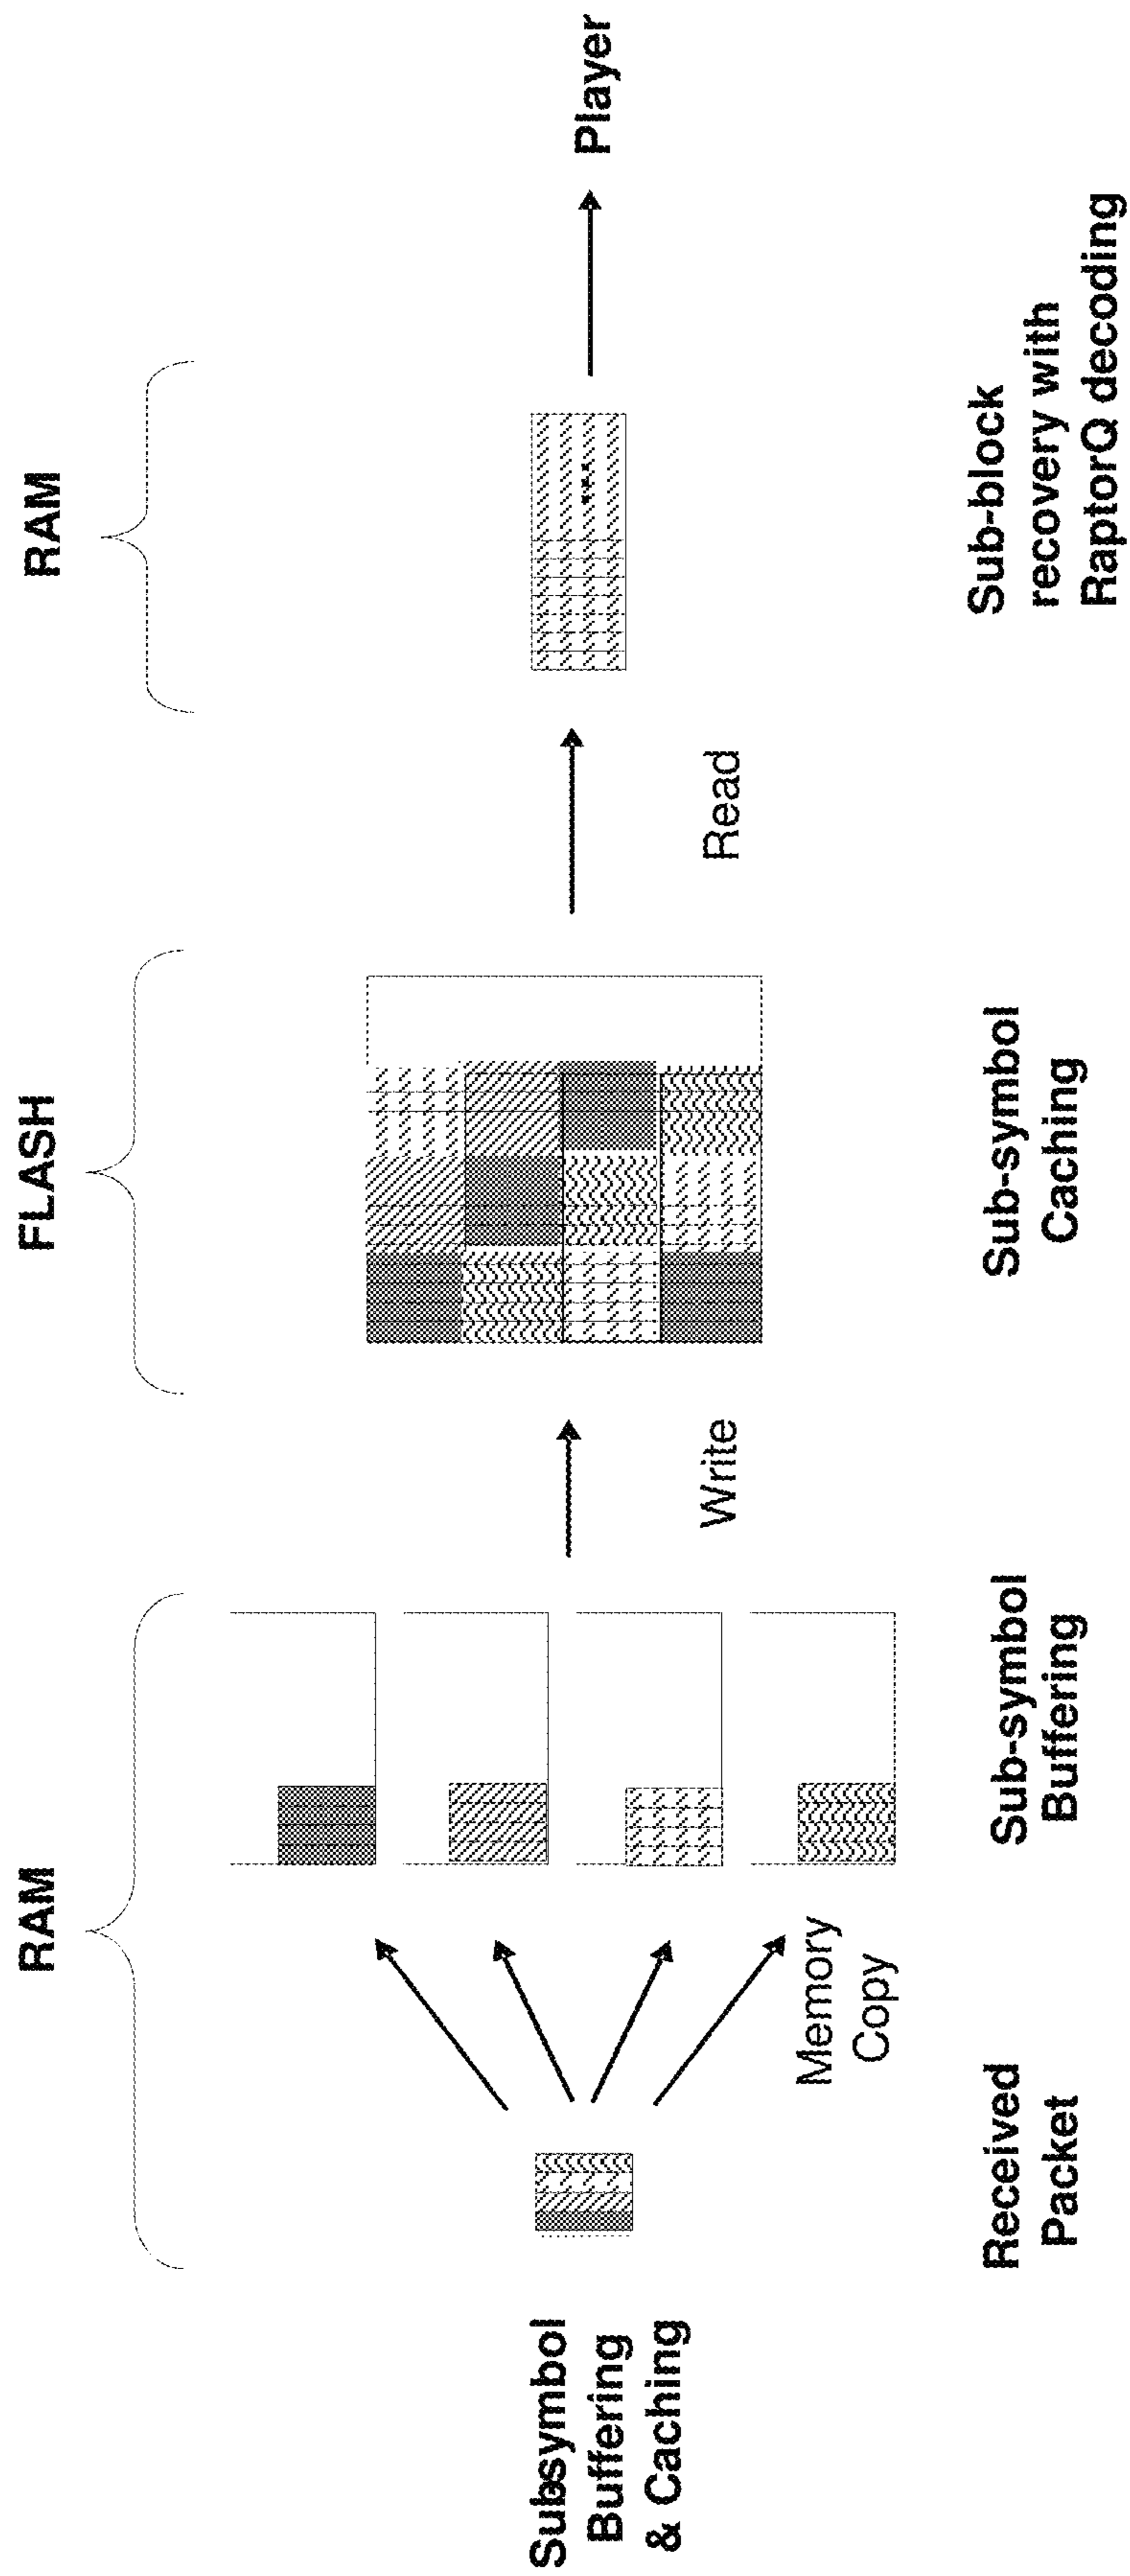 RAM
FLASH
RAM
Subsymbol
Buffering
& Caching
Memory
Copy
Write
Read
Player
Received
Packet
Sub-symbol
Buffering
Sub-symbol
Caching
Sub-block
recovery with
RaptorQ decoding